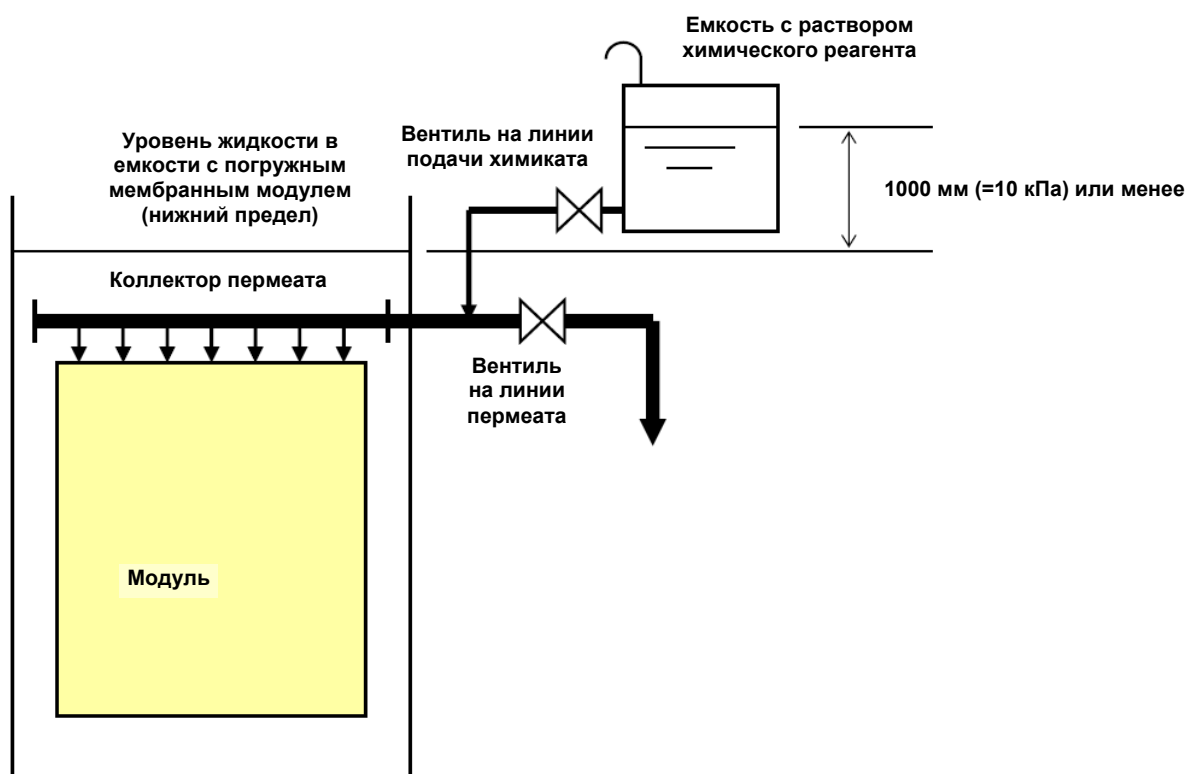 Емкость с раствором
химического реагента
Уровень жидкости в
емкости с погружным
мембранным модулем
(нижний предел)
Вентиль на линии
подачи химиката
1000 мм (=10 кПа) или менее
Коллектор пермеата
Вентиль
на линии
пермеата
Модуль